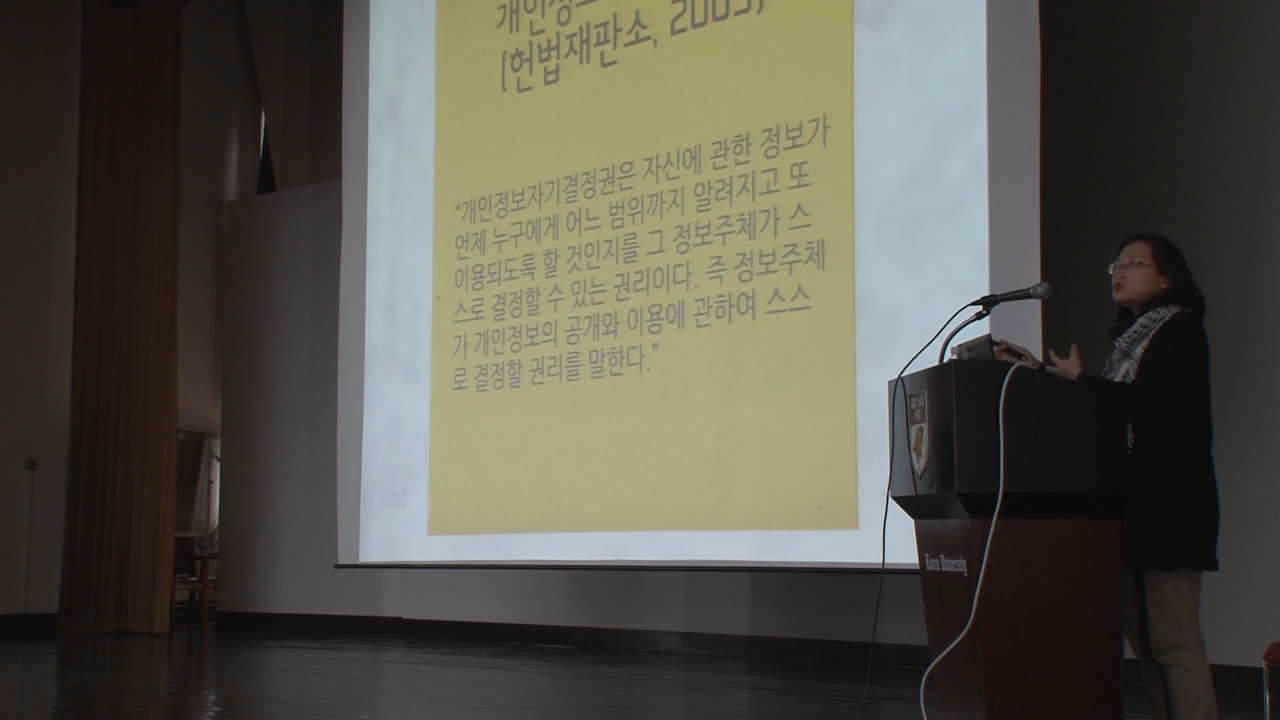 (헌법재판소,
“개인정보자기결정권은 자신에 관한 정보가
언제 누구에게 어느 범위까지 알려지고 또
이용되도록 할 것인지를 그 정보주체가 스
스로 결정할 수 있는 권리이다. 즉 정보주체
가 개인정보의 공개와 이용에 관하여 스스
로 결정할 권리를 말한다.”
Prezi
Korea University